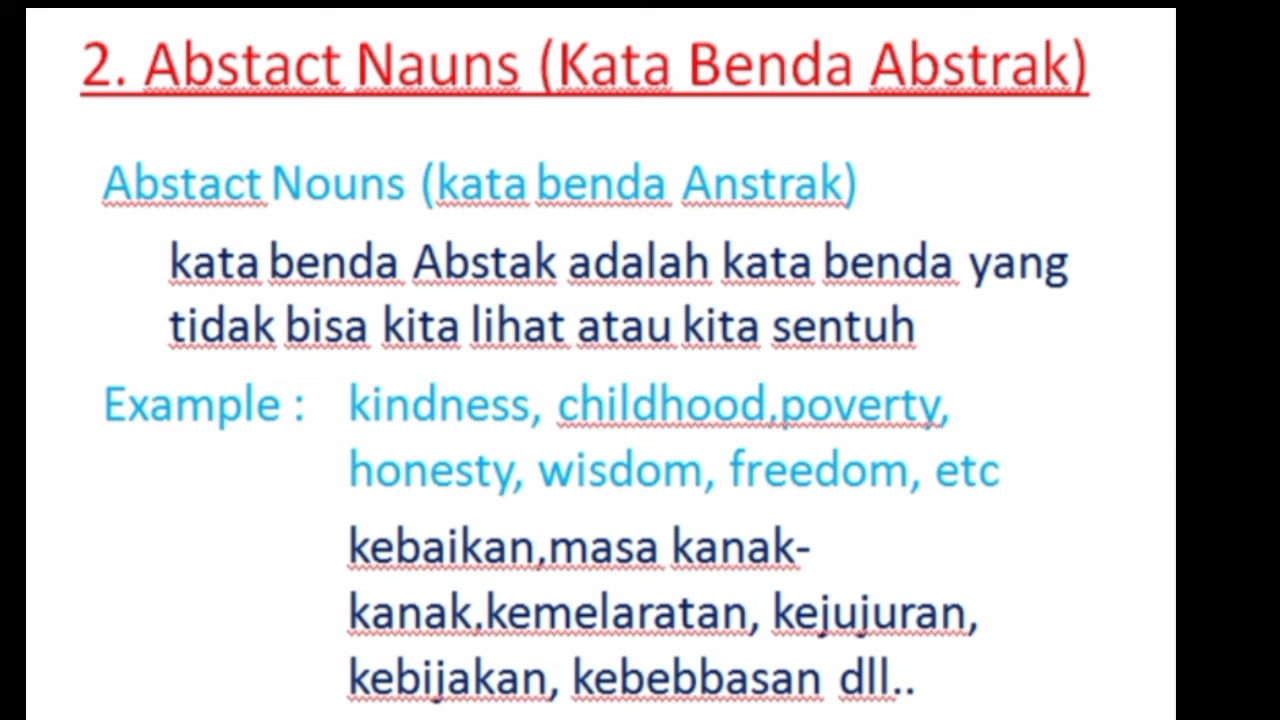 2. Abstact Nauns (Kata Benda Abstrak)
Abstact Nouns (kata benda Anstrak)
kata benda Abstak adalah kata benda yang
tidak bisa kita lihat atau kita sentuh
Example : kindness, childhood,poverty,
honesty, wisdom, freedom, etc
kebaikan,masa kanak-
kanak.kemelaratan, kejujuran,
kebijakan, kebebbasan dll..